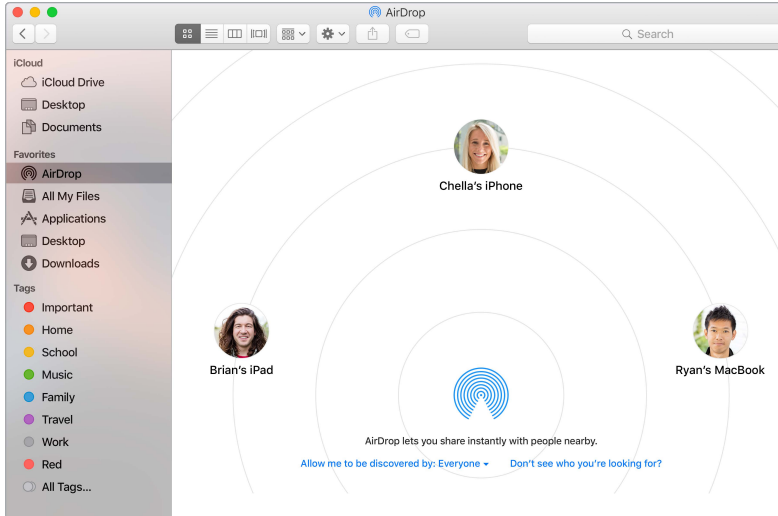 AirDrop
Search
iCloud
iCloud Drive
Desktop
Documents
Favorites
AirDrop
All My Files
Applications
Desktop
Downloads
Tags
Important
Home
School
Music
Family
Travel
Work
Red
All Tags...
Chella's iPhone
Brian's iPad
Ryan's MacBook
AirDrop lets you share instantly with people nearby.
Allow me to be discovered by: Everyone Don't see who you're looking for?